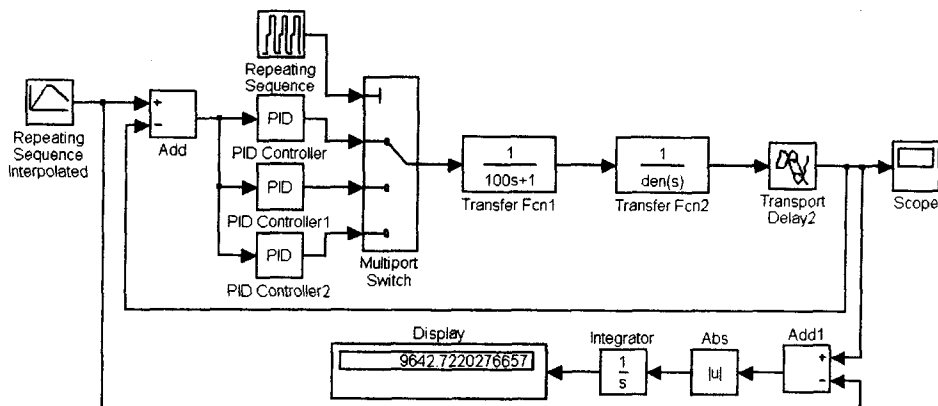 Repeating
Sequence
Interpolated
+
−
Add
Repeating
Sequence
PID
PID Controller
PID
PID Controller1
PID
PID Controller2
Multiport
Switch
1
100s+1
Transfer Fcn1
1
den(s)
Transfer Fcn2
Transport
Delay2
Scope
Display
9642.7220276657
Integrator
1
s
Abs
|u|
Add1
+
−